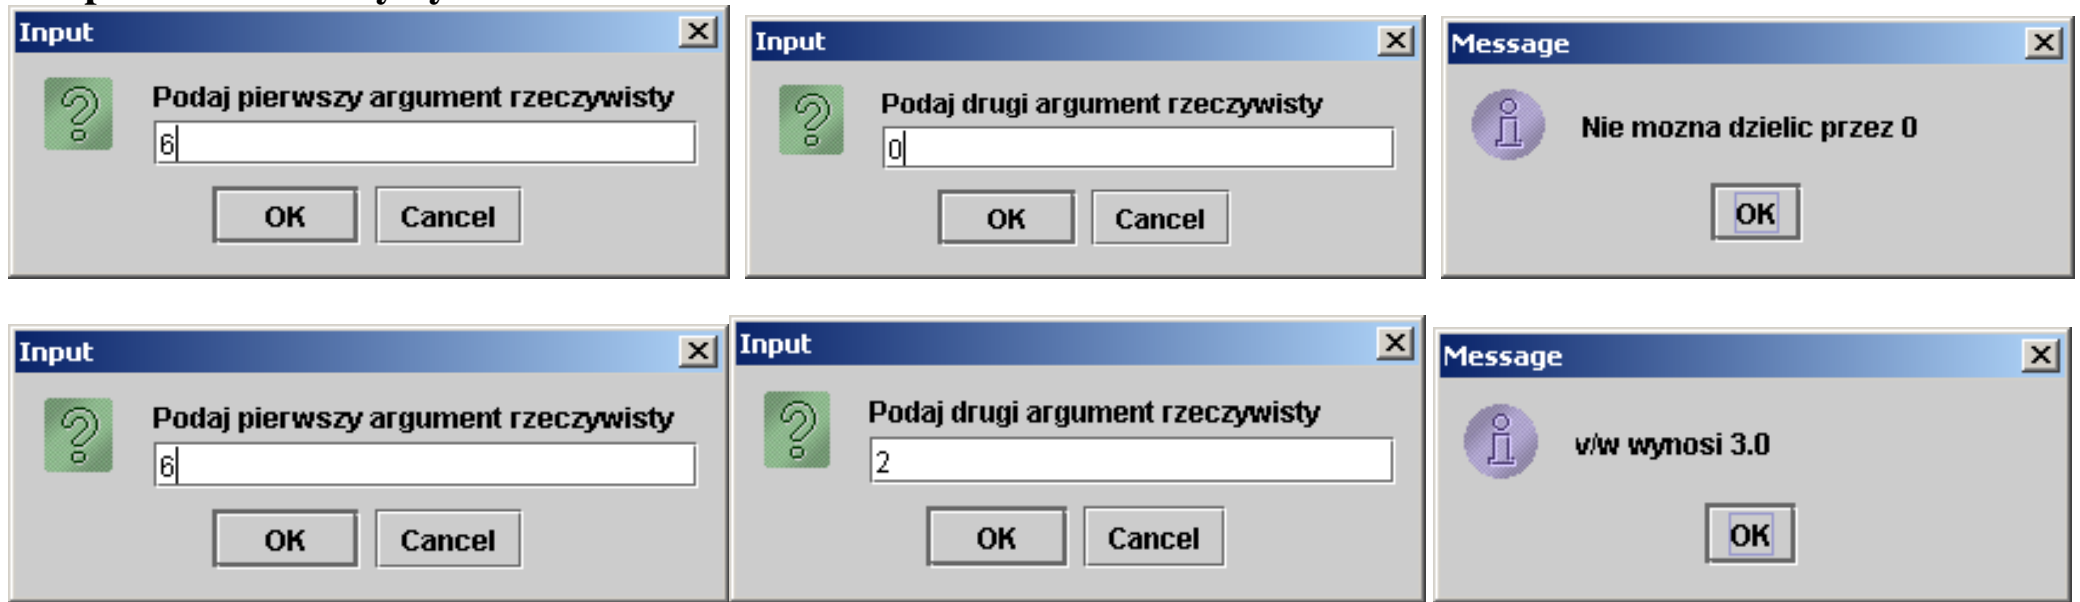 Input
Podaj pierwszy argument rzeczywisty
6
OK Cancel
Input
Podaj drugi argument rzeczywisty
0
OK Cancel
Message
Nie mozna dzielic przez 0
OK
Input
Podaj pierwszy argument rzeczywisty
6
OK Cancel
Input
Podaj drugi argument rzeczywisty
2
OK Cancel
Message
v/w wynosi 3.0
OK